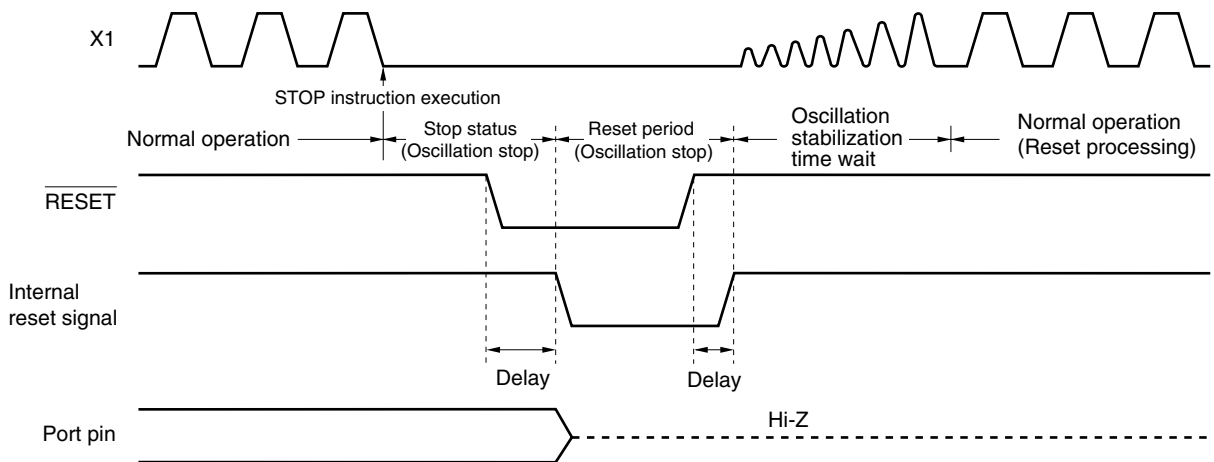 X1
STOP instruction execution
Normal operation
Stop status
(Oscillation stop)
Reset period
(Oscillation stop)
Oscillation
stabilization
time wait
Normal operation
(Reset processing)
RESET
Internal
reset signal
Delay
Delay
Port pin
Hi-Z